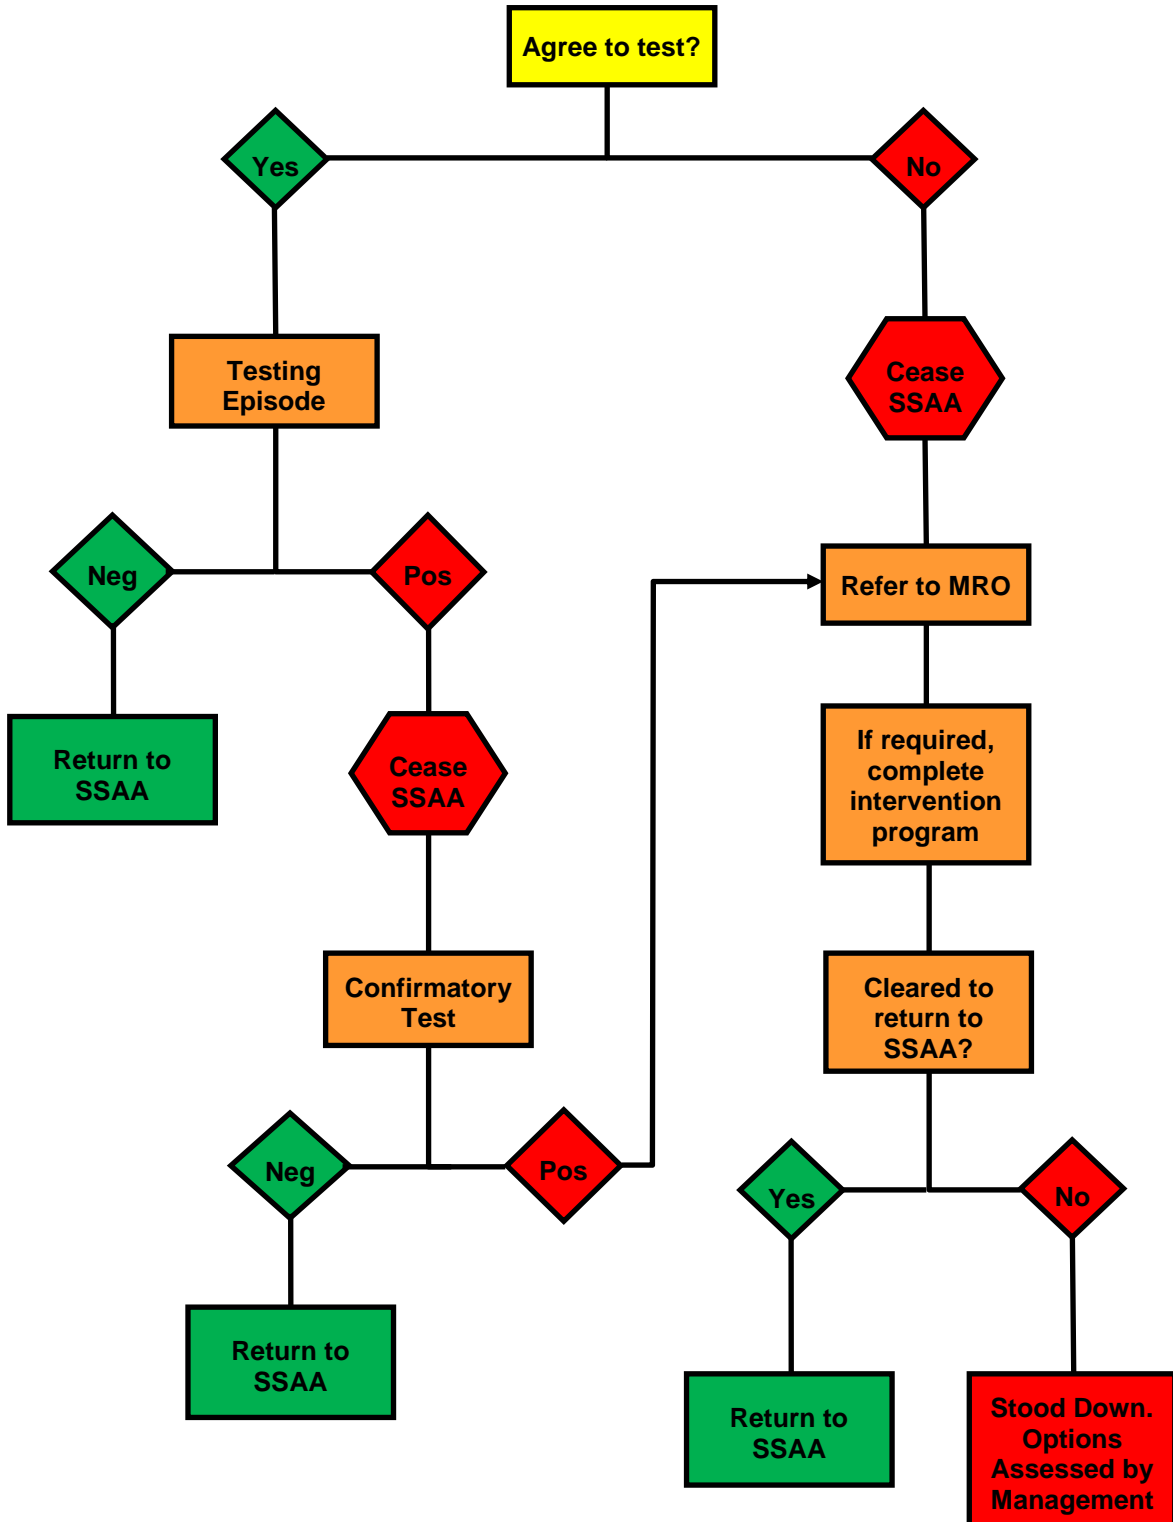 Agree to test?
Yes
No
Testing
Episode
Cease
SSAA
Neg
Pos
Refer to MRO
Return to
SSAA
Cease
SSAA
If required,
complete
intervention
program
Confirmatory
Test
Cleared to
return to
SSAA?
Neg
Pos
Yes
No
Return to
SSAA
Return to
SSAA
Stood Down.
Options
Assessed by
Management